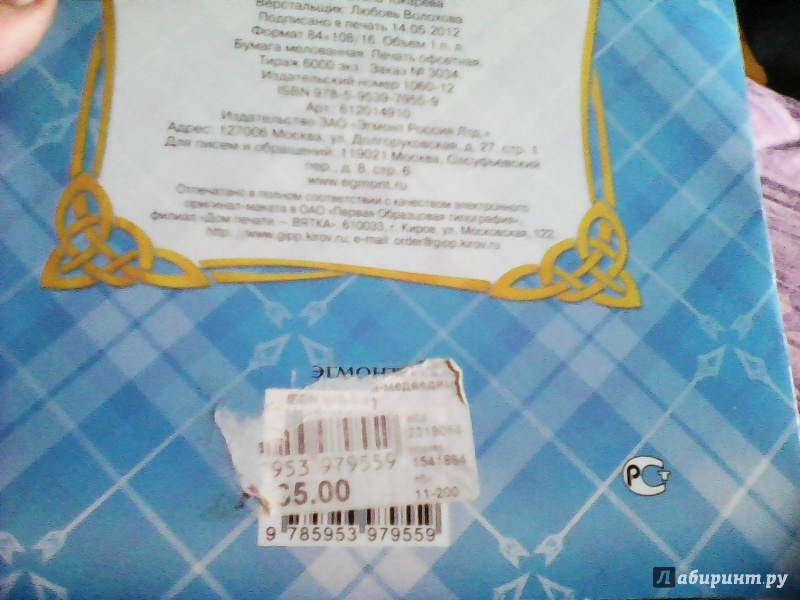 Токарева
Верстальщик: Любовь Волохова
Подписано в печать 14.05.2012
Формат 84×108/16. Объем 1 п. л.
Бумага мелованная. Печать офсетная.
Тираж 6000 экз. Заказ № 3034.
Издательский номер 1060-12
ISBN 978-5-9539-7955-9
Арт. 612014910
Издательство ЗАО «Эгмонт Россия Лтд.»
Адрес: 127006 Москва, ул. Долгоруковская, д. 27, стр. 1
Для писем и обращений: 119021 Москва, Олсуфьевский
пер., д. 8, стр. 6
www.egmont.ru
Отпечатано в полном соответствии с качеством электронного
оригинал-макета в ОАО «Первая Образцовая типография»,
филиал «Дом печати — ВЯТКА». 610033, г. Киров, ул. Московская, 122.
http://www.gipp.kirov.ru; e-mail: order@gipp.kirov.ru
ЭГМОНТ
-медведи
2319084
953 979559
1541864
5.00
11-200
9 785953 979559
РСТ
Лабиринт.ру